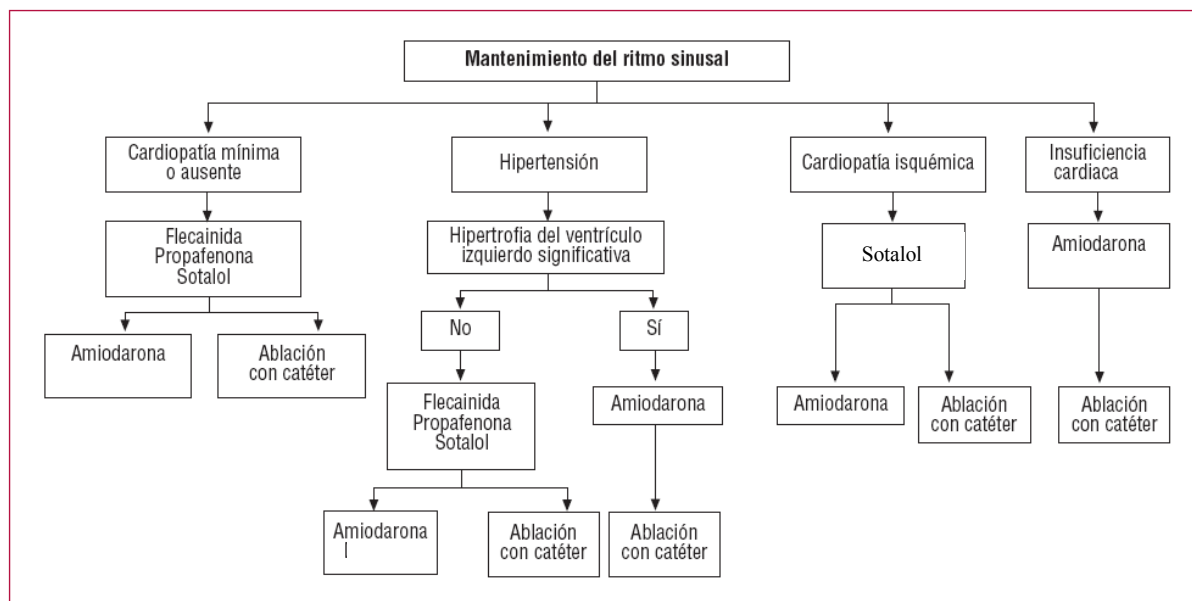 Mantenimiento del ritmo sinusal
Cardiopatía mínima
o ausente
Hipertensión
Cardiopatía isquémica
Insuficiencia
cardiaca
Flecainida
Propafenona
Sotalol
Hipertrofia del ventrículo
izquierdo significativa
Sotalol
Amiodarona
No
Sí
Amiodarona
Ablación
con catéter
Flecainida
Propafenona
Sotalol
Amiodarona
Amiodarona
Ablación
con catéter
Ablación
con catéter
Amiodarona
Ablación
con catéter
Ablación
con catéter